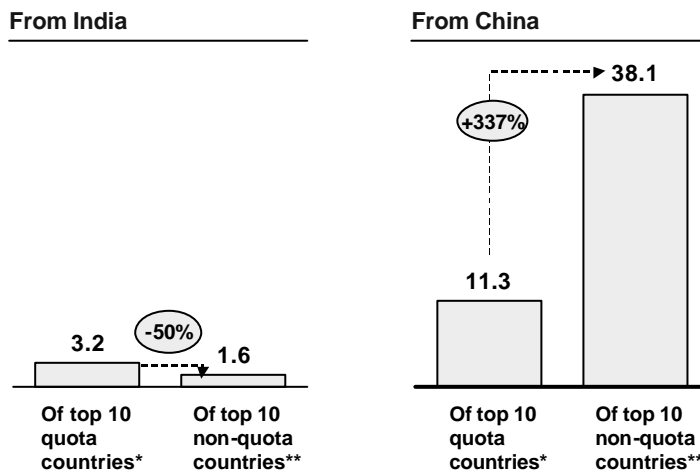 From India
3.2
-50%
1.6
Of top 10
quota
countries*
Of top 10
non-quota
countries**
From China
38.1
+337%
11.3
Of top 10
quota
countries*
Of top 10
non-quota
countries**